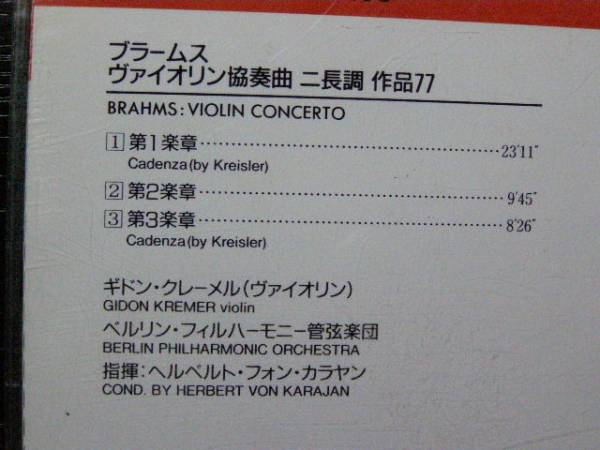 ブラームス
ヴァイオリン協奏曲 ニ長調 作品77
BRAHMS: VIOLIN CONCERTO
1 第1楽章……………………………23'11"
Cadenza (by Kreisler)
2 第2楽章……………………………9'45"
3 第3楽章……………………………8'26"
Cadenza (by Kreisler)
ギドン・クレーメル(ヴァイオリン)
GIDON KREMER violin
ベルリン・フィルハーモニー管弦楽団
BERLIN PHILHARMONIC ORCHESTRA
指揮:ヘルベルト・フォン・カラヤン
COND. BY HERBERT VON KARAJAN